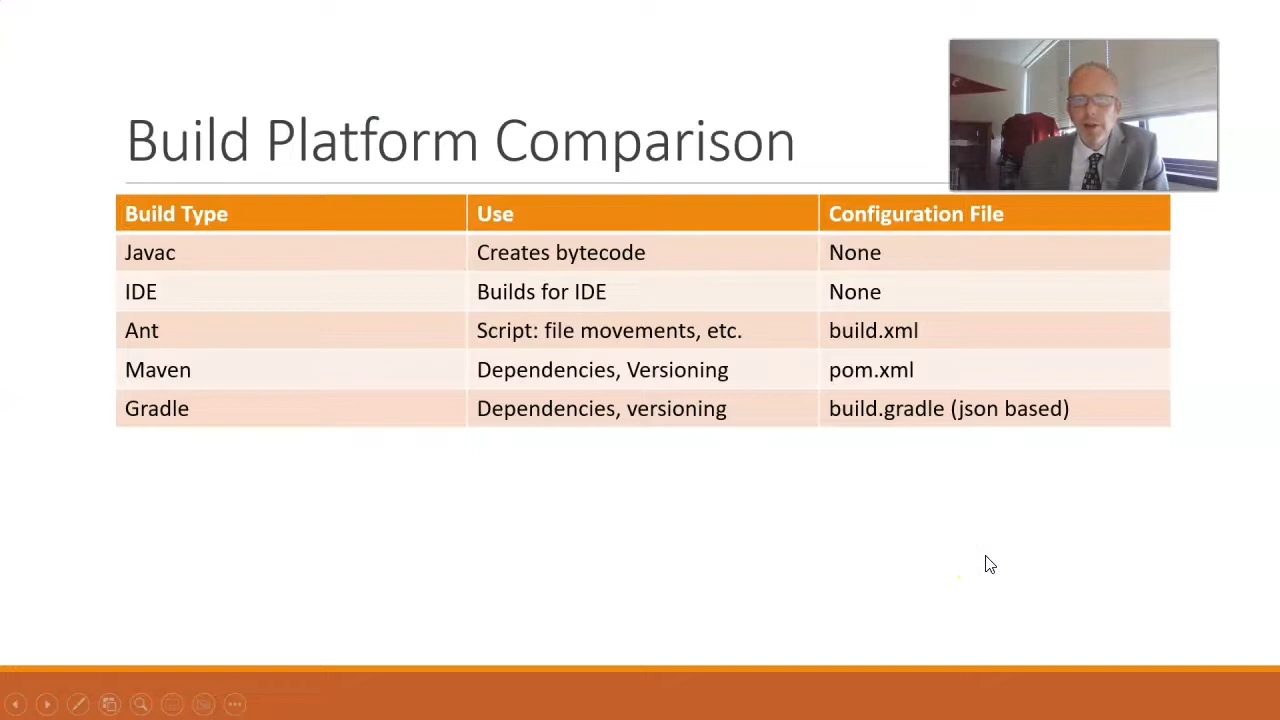 Build Platform Comparison
Build Type Use Configuration File
Javac Creates bytecode None
IDE Builds for IDE None
Ant Script: file movements, etc. build.xml
Maven Dependencies, Versioning pom.xml
Gradle Dependencies, versioning build.gradle (json based)